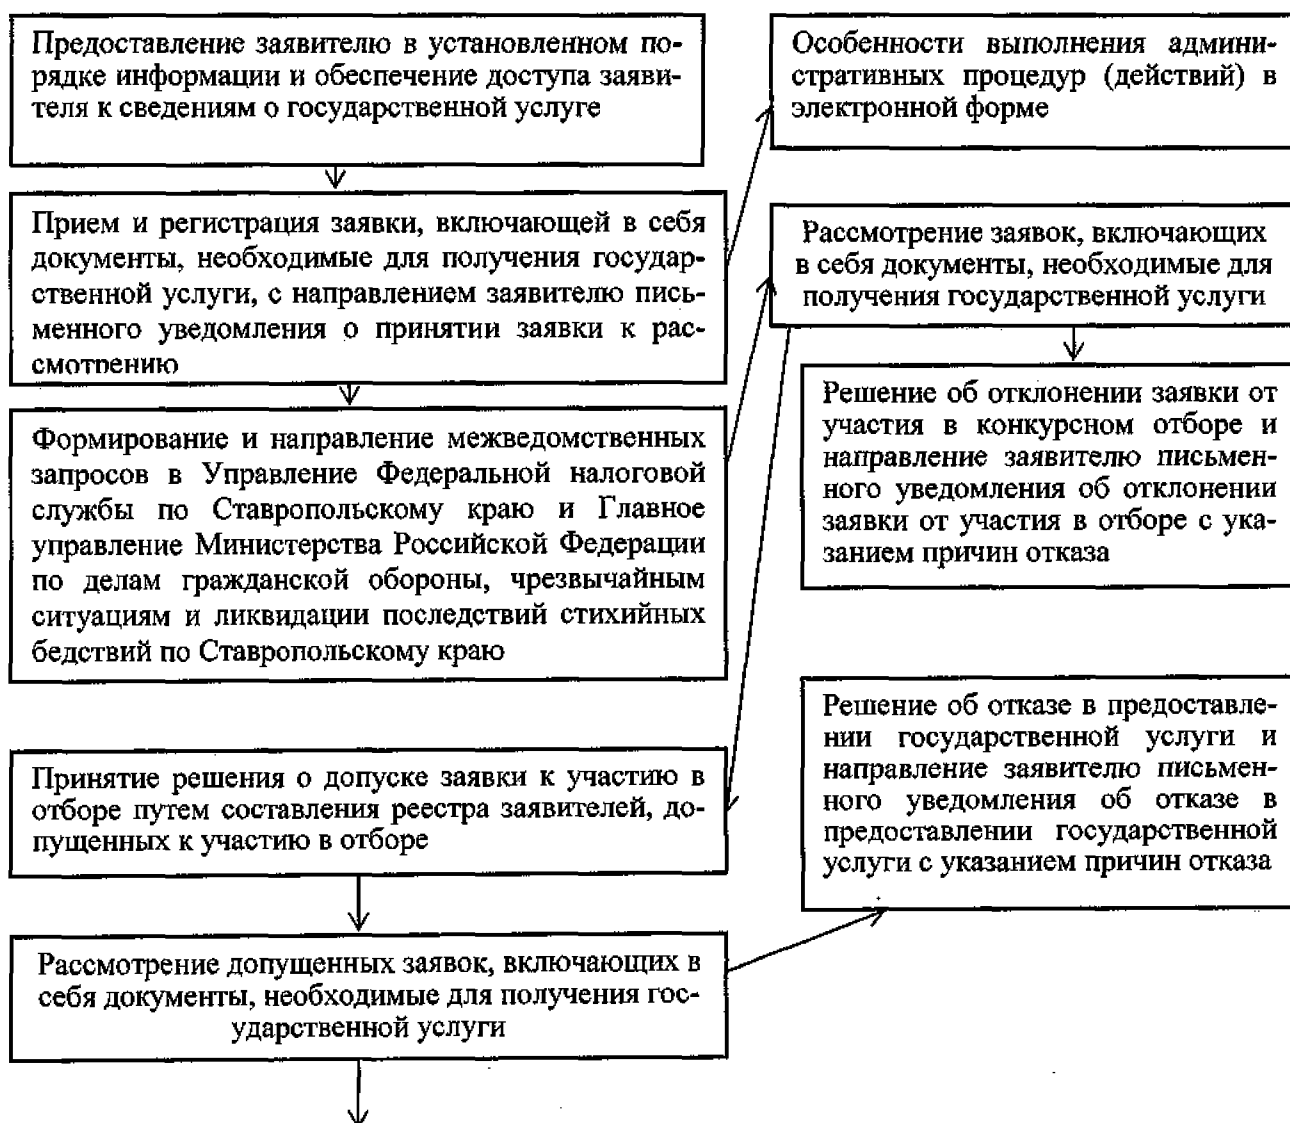 Предоставление заявителю в установленном по-
рядке информации и обеспечение доступа заяви-
теля к сведениям о государственной услуге
Особенности выполнения админи-
стративных процедур (действий) в
электронной форме
Прием и регистрация заявки, включающей в себя
документы, необходимые для получения государ-
ственной услуги, с направлением заявителю пись-
менного уведомления о принятии заявки к рас-
смотрению
Рассмотрение заявок, включающих
в себя документы, необходимые для
получения государственной услуги
Формирование и направление межведомственных
запросов в Управление Федеральной налоговой
службы по Ставропольскому краю и Главное
управление Министерства Российской Федерации
по делам гражданской обороны, чрезвычайным
ситуациям и ликвидации последствий стихийных
бедствий по Ставропольскому краю
Решение об отклонении заявки от
участия в конкурсном отборе и
направление заявителю письмен-
ного уведомления об отклонении
заявки от участия в отборе с ука-
занием причин отказа
Принятие решения о допуске заявки к участию в
отборе путем составления реестра заявителей, до-
пущенных к участию в отборе
Решение об отказе в предоставле-
нии государственной услуги и
направление заявителю письмен-
ного уведомления об отказе в
предоставлении государственной
услуги с указанием причин отказа
Рассмотрение допущенных заявок, включающих в
себя документы, необходимые для получения гос-
ударственной услуги